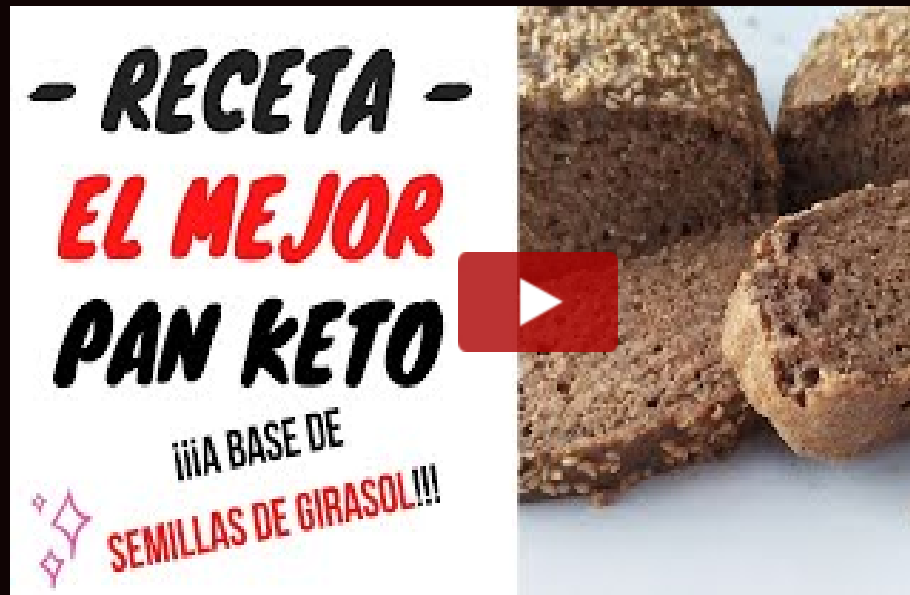 - RECETA -
EL MEJOR
PAN KETO
¡¡¡A BASE DE
SEMILLAS DE GIRASOL!!!